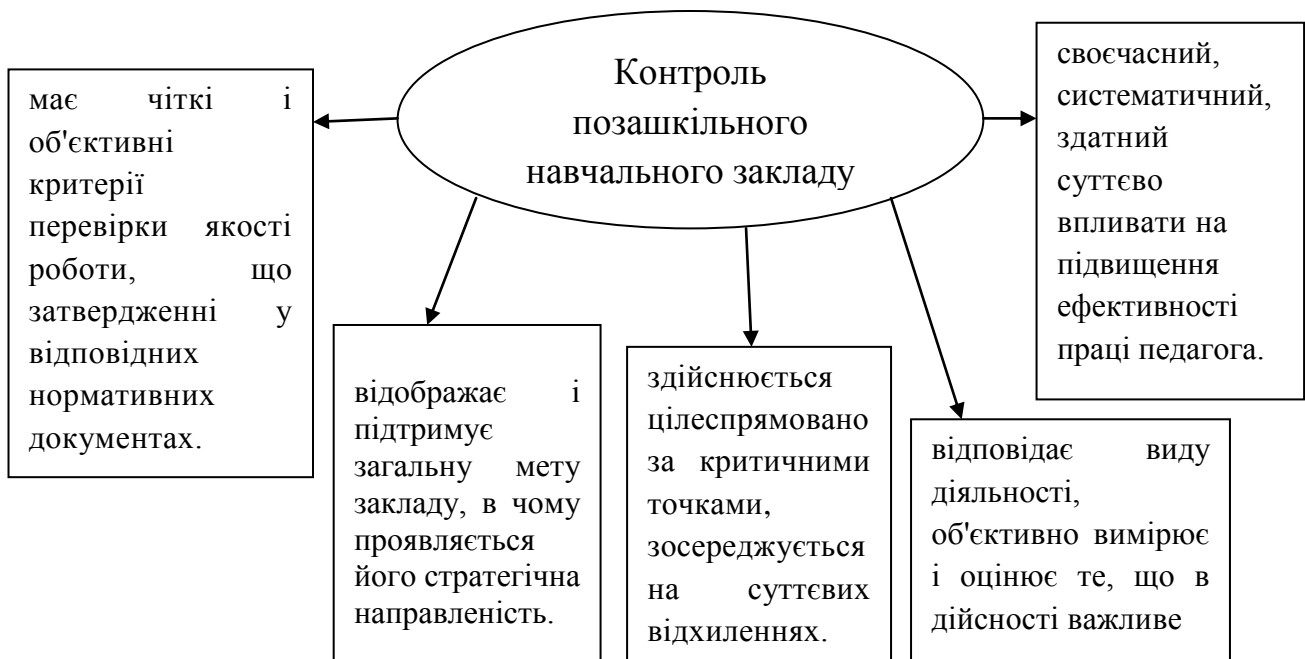 Контроль
позашкільного
навчального закладу
має чіткі і
об'єктивні
критерії
перевірки якості
роботи, що
затвердженні у
відповідних
нормативних
документах.
відображає і
підтримує
загальну мету
закладу, в чому
проявляється
його стратегічна
направленість.
здійснюється
цілеспрямовано
за критичними
точками,
зосереджується
на суттєвих
відхиленнях.
відповідає виду
діяльності,
об'єктивно вимірює
і оцінює те, що в
дійсності важливе
своєчасний,
систематичний,
здатний
суттєво
впливати на
підвищення
ефективності
праці педагога.